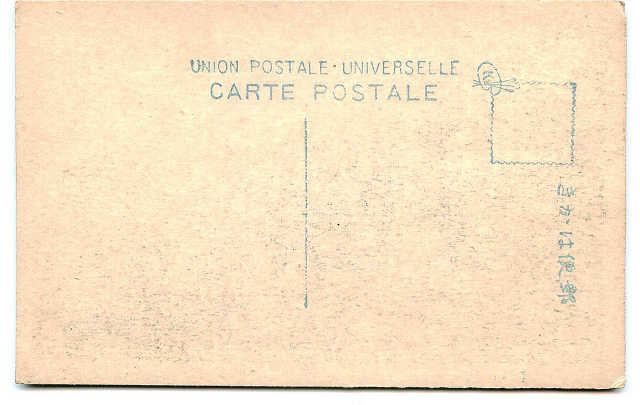 UNION POSTALE · UNIVERSELLE
CARTE POSTALE
郵便はかき